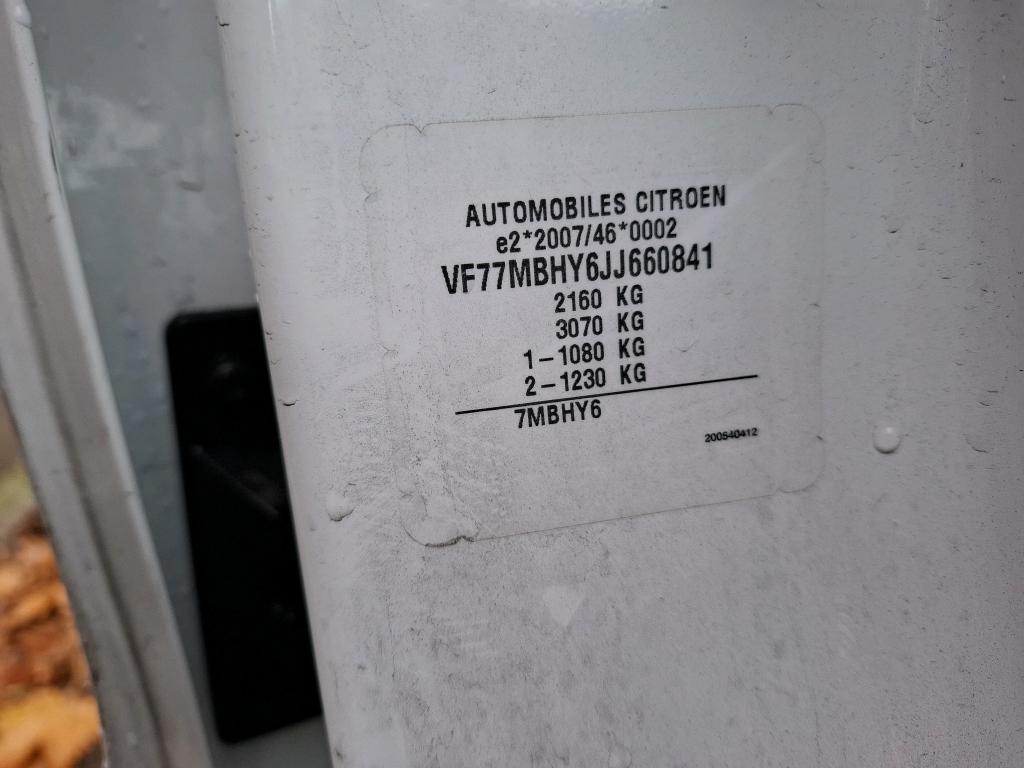 AUTOMOBILES CITROEN
e2*2007/46*0002
VF77MBHY6JJ660841
2160 KG
3070 KG
1-1080 KG
2-1230 KG
7MBHY6
200540412